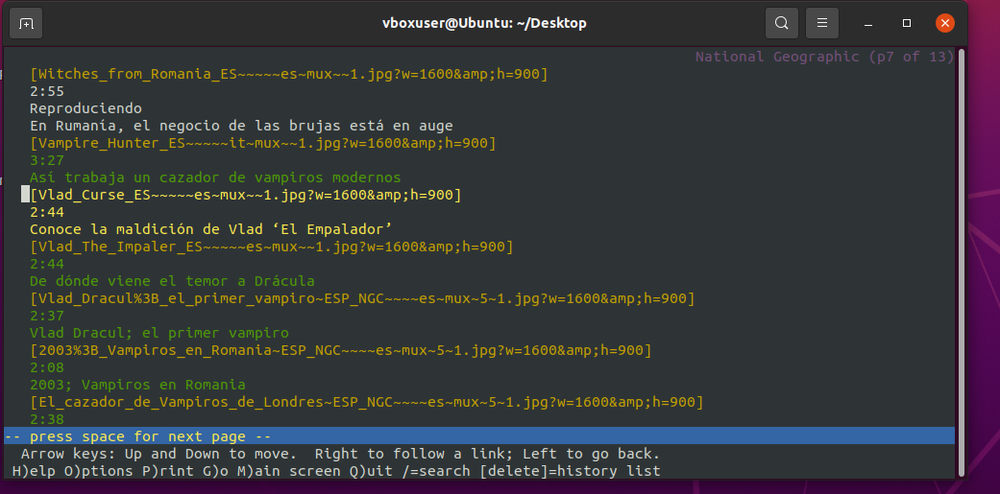 vboxuser@Ubuntu: ~/Desktop
National Geographic (p7 of 13)
[Witches_from_Romania_ES~~~~~es~mux~~1.jpg?w=1600&amp;h=900]
2:55
Reproduciendo
En Rumanía, el negocio de las brujas está en auge
[Vampire_Hunter_ES~~~~~it~mux~~1.jpg?w=1600&amp;h=900]
3:27
Así trabaja un cazador de vampiros modernos
[Vlad_Curse_ES~~~~~es~mux~~1.jpg?w=1600&amp;h=900]
2:44
Conoce la maldición de Vlad ‘El Empalador’
[Vlad_The_Impaler_ES~~~~~es~mux~~1.jpg?w=1600&amp;h=900]
2:44
De dónde viene el temor a Drácula
[Vlad_Dracul%3B_el_primer_vampiro~ESP_NGC~~~~es~mux~5~1.jpg?w=1600&amp;h=900]
2:37
Vlad Dracul; el primer vampiro
[2003%3B_Vampiros_en_Romania~ESP_NGC~~~~es~mux~5~1.jpg?w=1600&amp;h=900]
2:08
2003; Vampiros en Romania
[El_cazador_de_Vampiros_de_Londres~ESP_NGC~~~~es~mux~5~1.jpg?w=1600&amp;h=900]
2:38
-- press space for next page --
Arrow keys: Up and Down to move.  Right to follow a link; Left to go back.
H)elp O)ptions P)rint G)o M)ain screen Q)uit /=search [delete]=history list